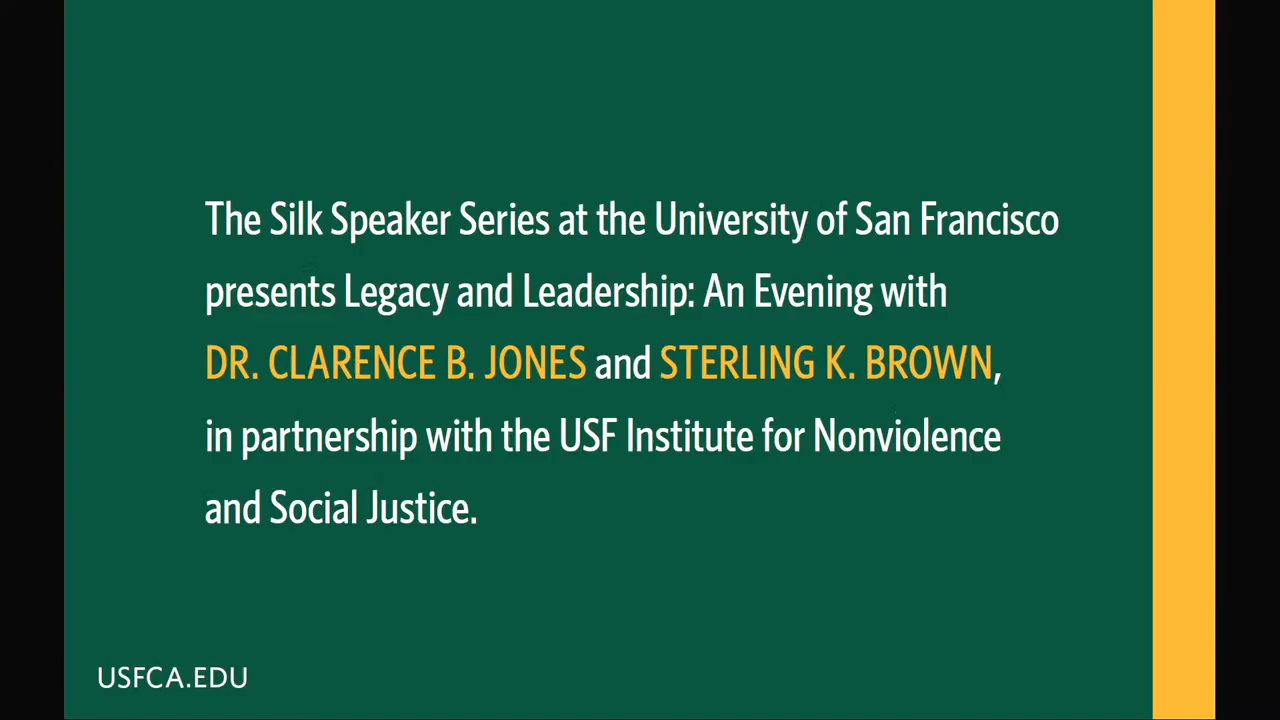 The Silk Speaker Series at the University of San Francisco
presents Legacy and Leadership: An Evening with
DR. CLARENCE B. JONES and STERLING K. BROWN,
in partnership with the USF Institute for Nonviolence
and Social Justice.
USFCA.EDU